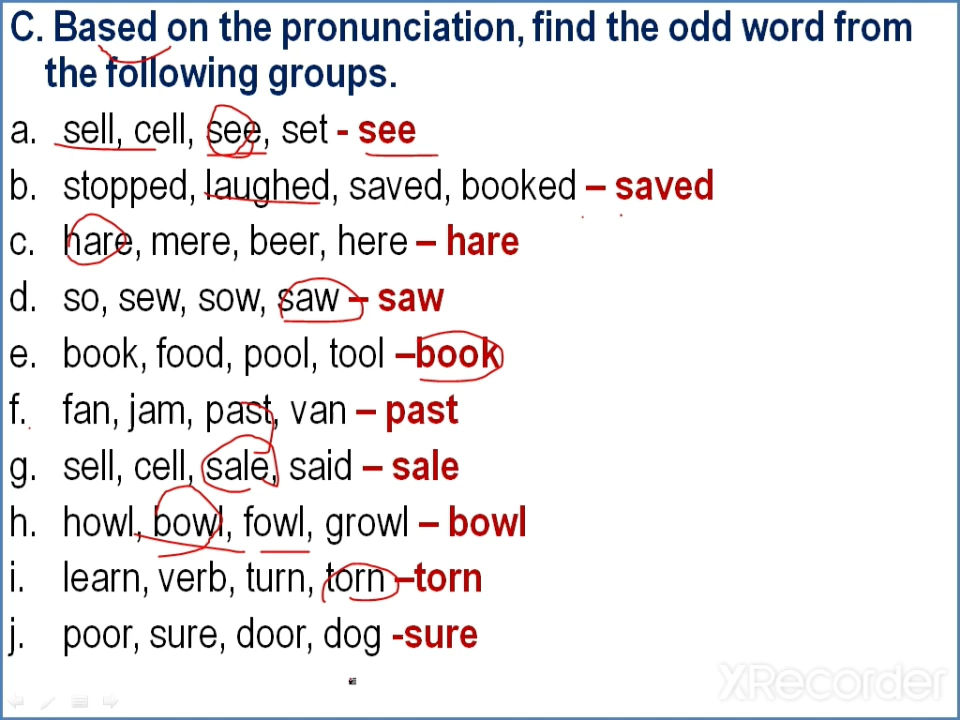 C. Based on the pronunciation, find the odd word from
the following groups.
a. sell, cell, see, set - see
b. stopped, laughed, saved, booked – saved
c. hare, mere, beer, here – hare
d. so, sew, sow, saw – saw
e. book, food, pool, tool –book
f. fan, jam, past, van – past
g. sell, cell, sale, said – sale
h. howl, bowl, fowl, growl – bowl
i. learn, verb, turn, torn –torn
j. poor, sure, door, dog -sure
XRecorder